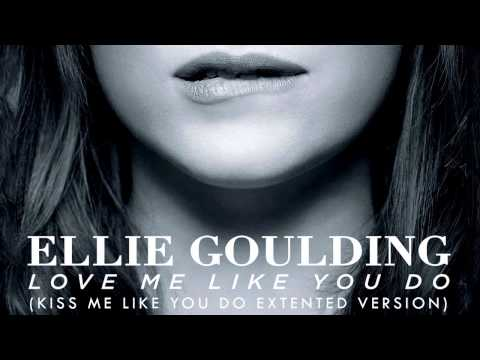 ELLIE GOULDING
LOVE ME LIKE YOU DO
(KISS ME LIKE YOU DO EXTENTED VERSION)